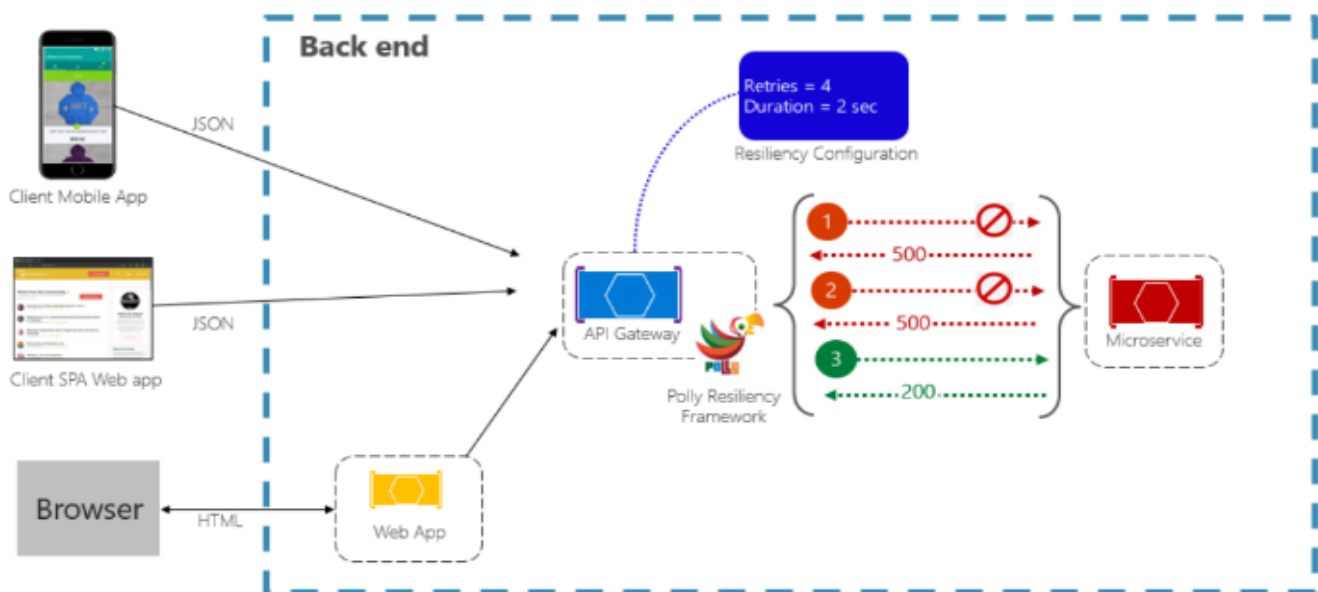 Back end
Retries = 4
Duration = 2 sec
Resiliency Configuration
JSON
Client Mobile App
1
500
2
500
3
200
API Gateway
Microservice
JSON
Client SPA Web app
POLLY
Polly Resiliency
Framework
Browser
HTML
Web App